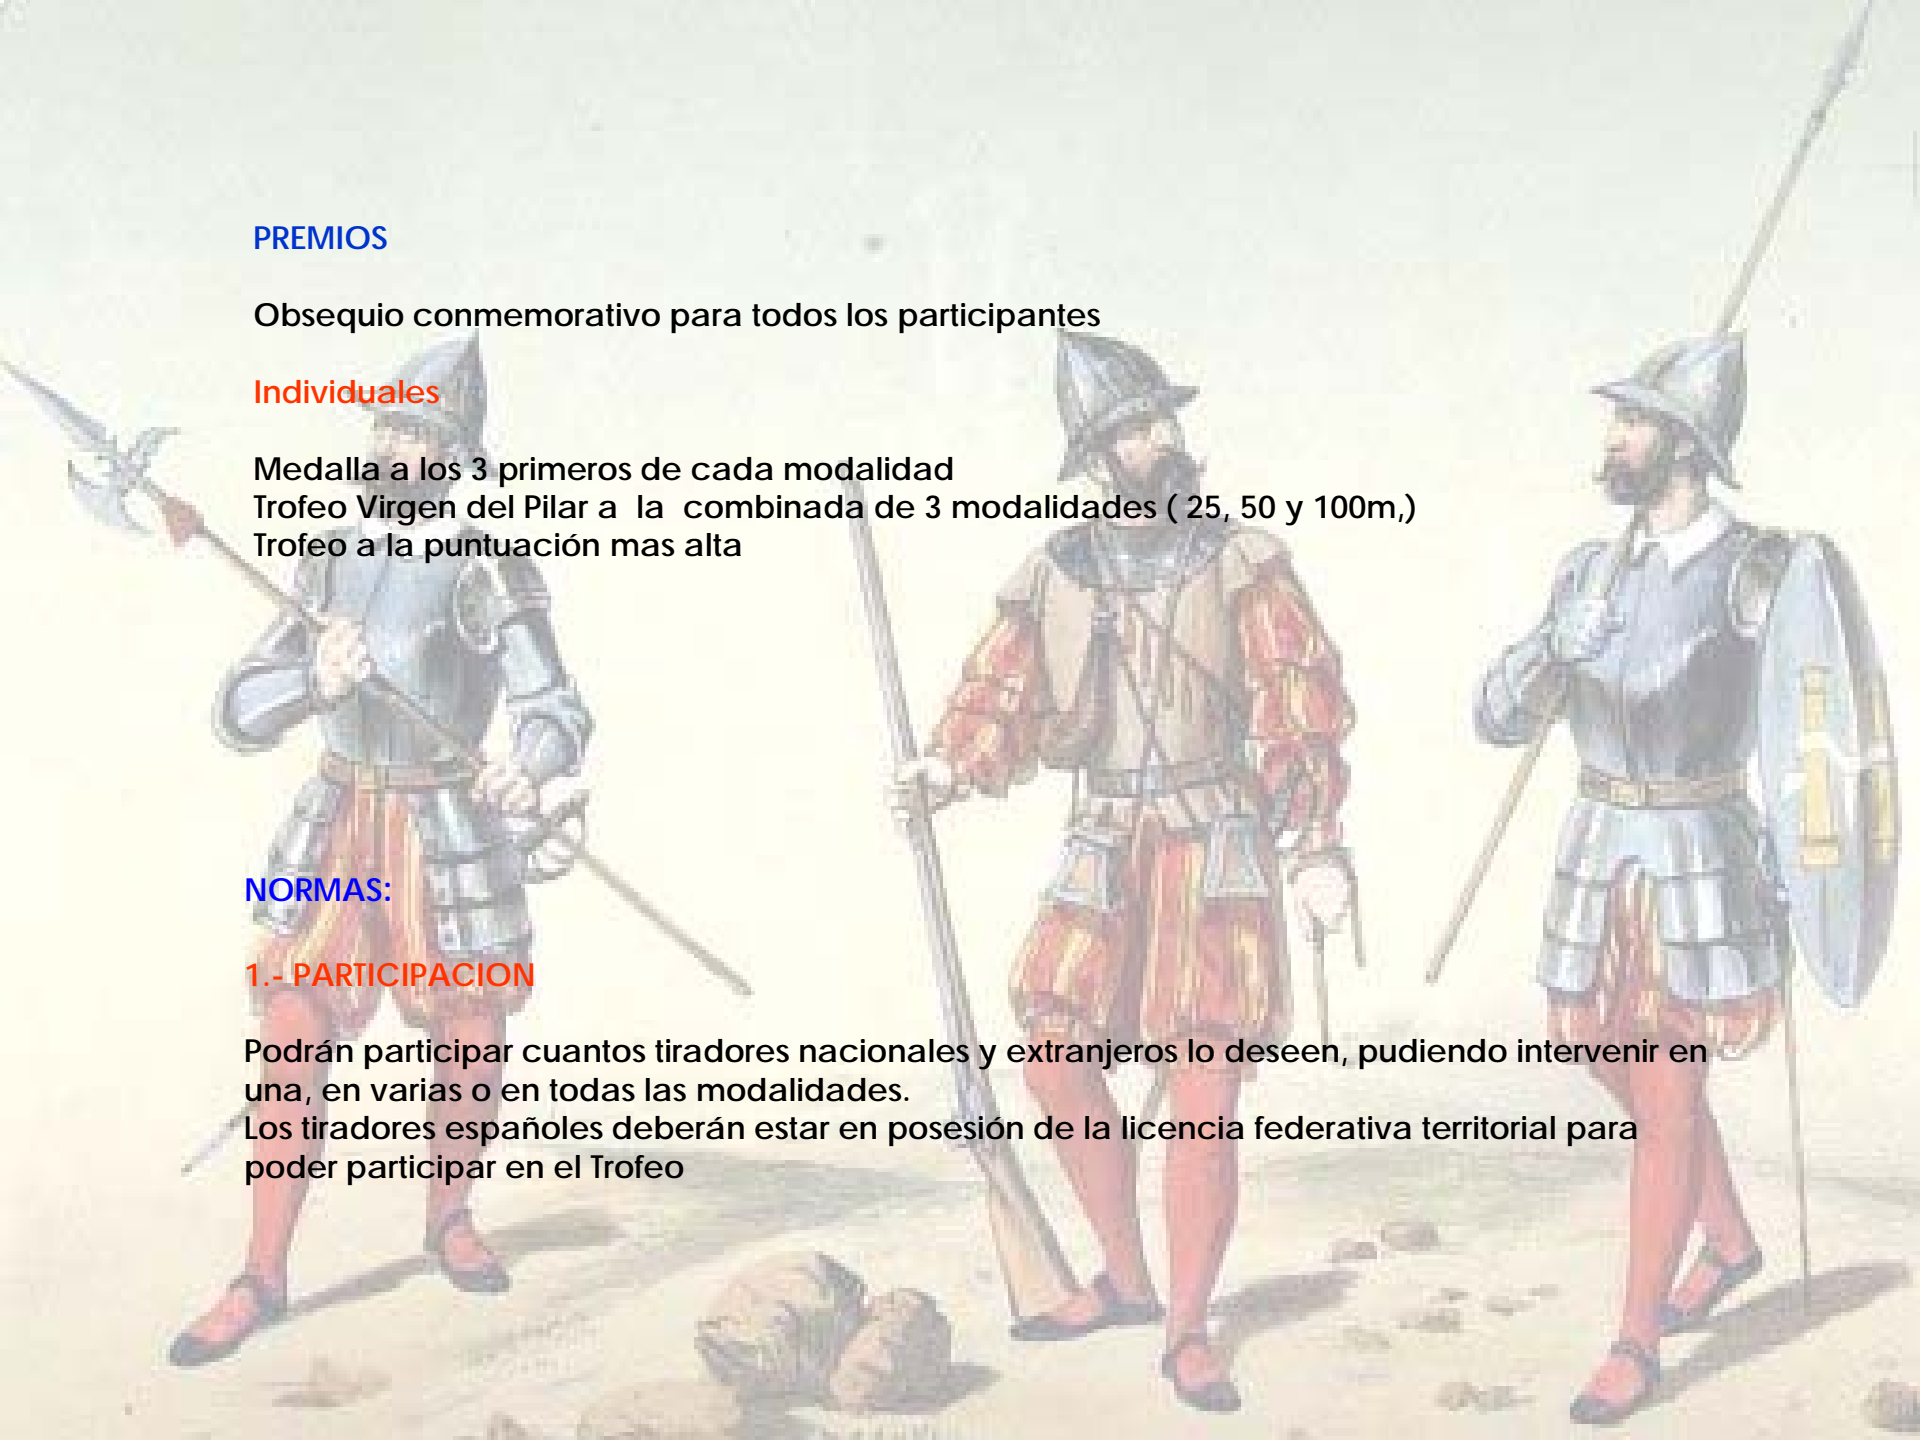 PREMIOS
Obsequio conmemorativo para todos los participantes
Individuales
Medalla a los 3 primeros de cada modalidad
Trofeo Virgen del Pilar a la combinada de 3 modalidades ( 25, 50 y 100m,)
Trofeo a la puntuación mas alta
NORMAS:
1.- PARTICIPACION
Podrán participar cuantos tiradores nacionales y extranjeros lo deseen, pudiendo intervenir en
una, en varias o en todas las modalidades.
Los tiradores españoles deberán estar en posesión de la licencia federativa territorial para
poder participar en el Trofeo